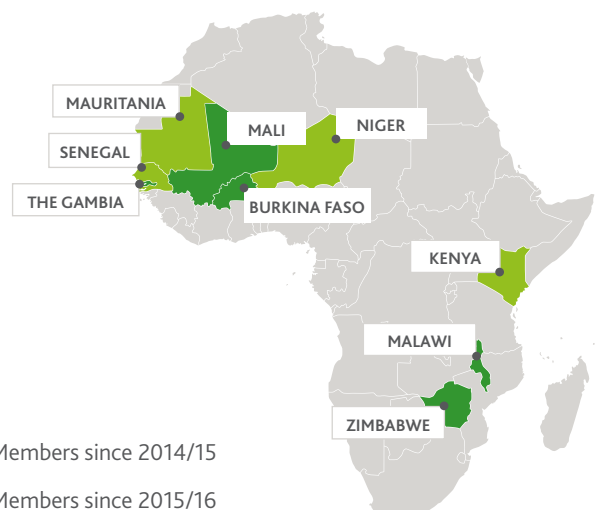 MAURITANIA
MALI
NIGER
SENEGAL
THE GAMBIA
BURKINA FASO
KENYA
MALAWI
ZIMBABWE
Members since 2014/15
Members since 2015/16